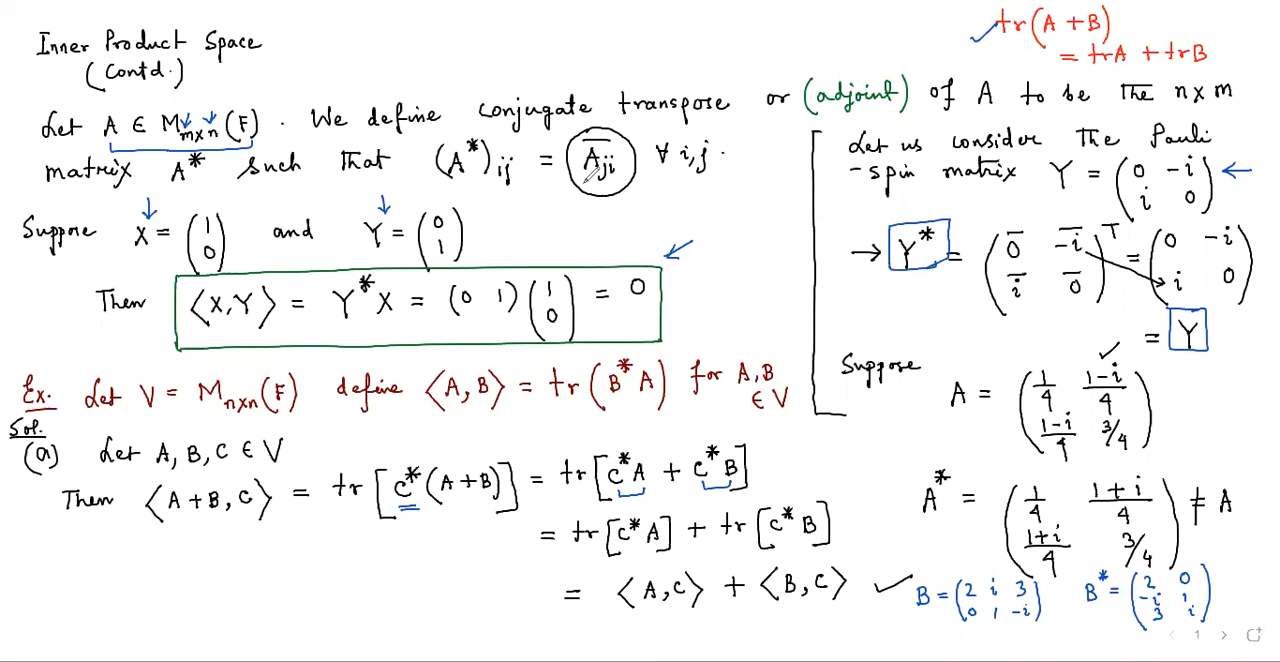 Inner Product Space
(Contd.)
tr(A + B)
= trA + trB
Let A ∈ M_{m×n}(F). We define conjugate transpose or (adjoint) of A to be the n×m
matrix A* such that (A*)_{ij} = \overline{A_{ji}} ∀ i,j.
Suppose X = (1; 0) and Y = (0; 1)
Then ⟨X,Y⟩ = Y*X = (0 1)(1; 0) = 0
Let us consider the Pauli
-spin matrix Y = (0 -i; i 0) ←
→ Y* = (\overline{0} \overline{-i}; \overline{i} \overline{0})^T = (0 -i; i 0)
= Y
Suppose
A = (1/4 (1-i)/4; (1-i)/4 3/4)
A* = (1/4 (1+i)/4; (1+i)/4 3/4) ≠ A
B = (2 i 3; 0 1 -i) B* = (2 0; -i 1; 3 i)
Ex. Let V = M_{n×n}(F) define ⟨A, B⟩ = tr(B*A) for A,B
∈ V
Sol.
(a) Let A, B, C ∈ V
Then ⟨A+B, C⟩ = tr[C*(A+B)] = tr[C*A + C*B]
= tr[C*A] + tr[C*B]
= ⟨A,C⟩ + ⟨B,C⟩ ✓
1